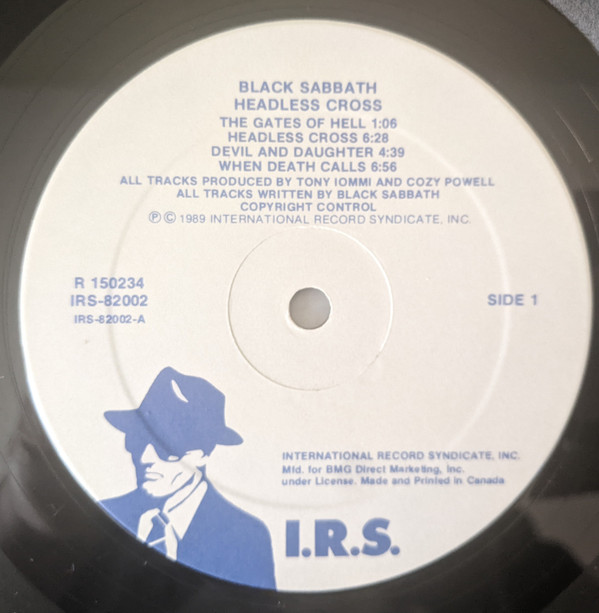 BLACK SABBATH
HEADLESS CROSS
THE GATES OF HELL 1:06
HEADLESS CROSS 6:28
DEVIL AND DAUGHTER 4:39
WHEN DEATH CALLS 6:56
ALL TRACKS PRODUCED BY TONY IOMMI AND COZY POWELL
ALL TRACKS WRITTEN BY BLACK SABBATH
COPYRIGHT CONTROL
℗ © 1989 INTERNATIONAL RECORD SYNDICATE, INC.
R 150234
IRS-82002
IRS-82002-A
SIDE 1
INTERNATIONAL RECORD SYNDICATE, INC.
Mfd. for BMG Direct Marketing, Inc.
under License. Made and Printed in Canada
I.R.S.